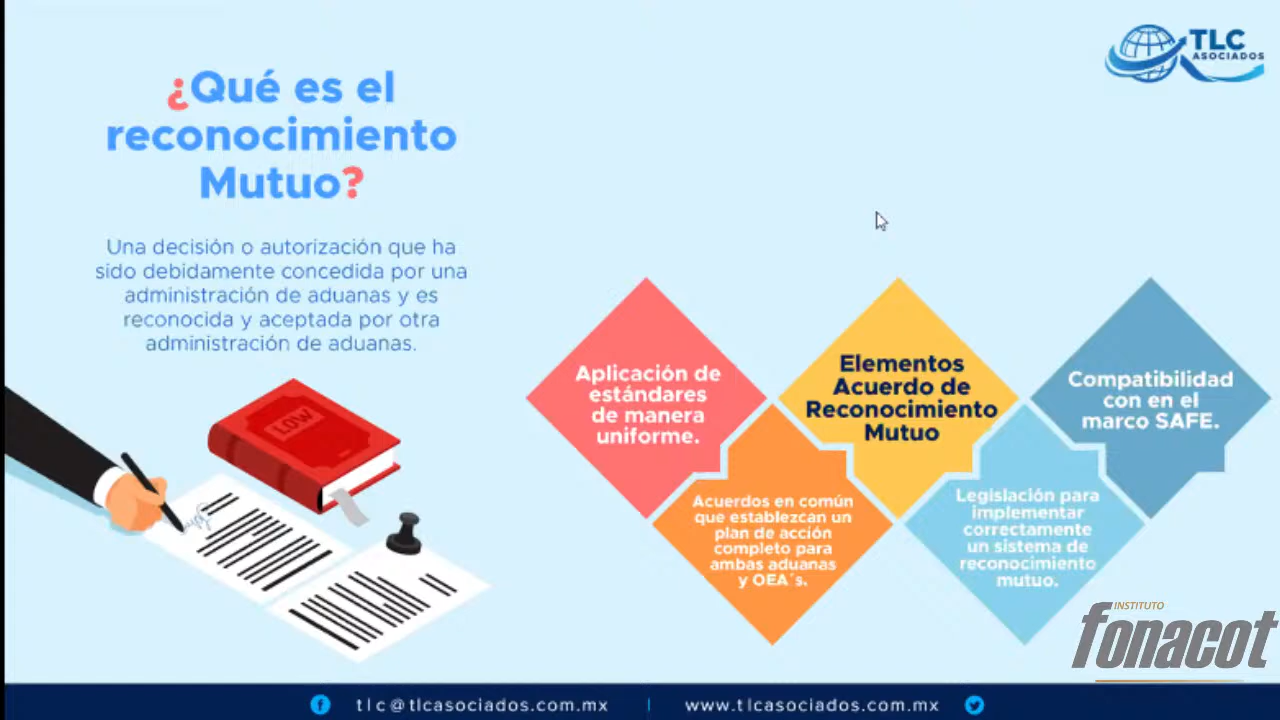 TLC
ASOCIADOS
¿Qué es el
reconocimiento
Mutuo?
Una decisión o autorización que ha
sido debidamente concedida por una
administración de aduanas y es
reconocida y aceptada por otra
administración de aduanas.
LOW
Aplicación de
estándares
de manera
uniforme.
Acuerdos en común
que establezcan un
plan de acción
completo para
ambas aduanas
y OEA´s.
Elementos
Acuerdo de
Reconocimiento
Mutuo
Legislación para
implementar
correctamente
un sistema de
reconocimiento
mutuo.
Compatibilidad
con en el
marco SAFE.
INSTITUTO
fonacot
tlc@tlcasociados.com.mx | www.tlcasociados.com.mx